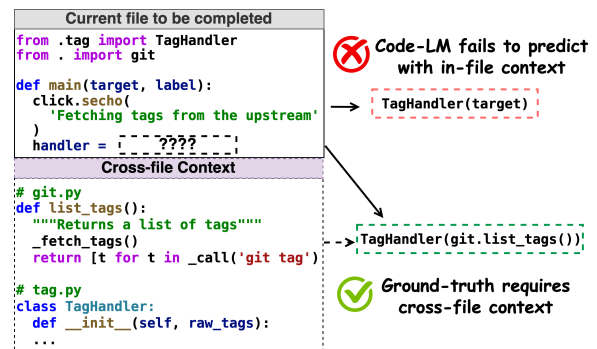 Current file to be completed
from .tag import TagHandler
from . import git
def main(target, label):
click.secho(
'Fetching tags from the upstream'
)
handler = ????
Cross-file Context
# git.py
def list_tags():
"""Returns a list of tags"""
_fetch_tags()
return [t for t in _call('git tag')
# tag.py
class TagHandler:
def __init__(self, raw_tags):
...
Code-LM fails to predict
with in-file context
TagHandler(target)
TagHandler(git.list_tags())
Ground-truth requires
cross-file context